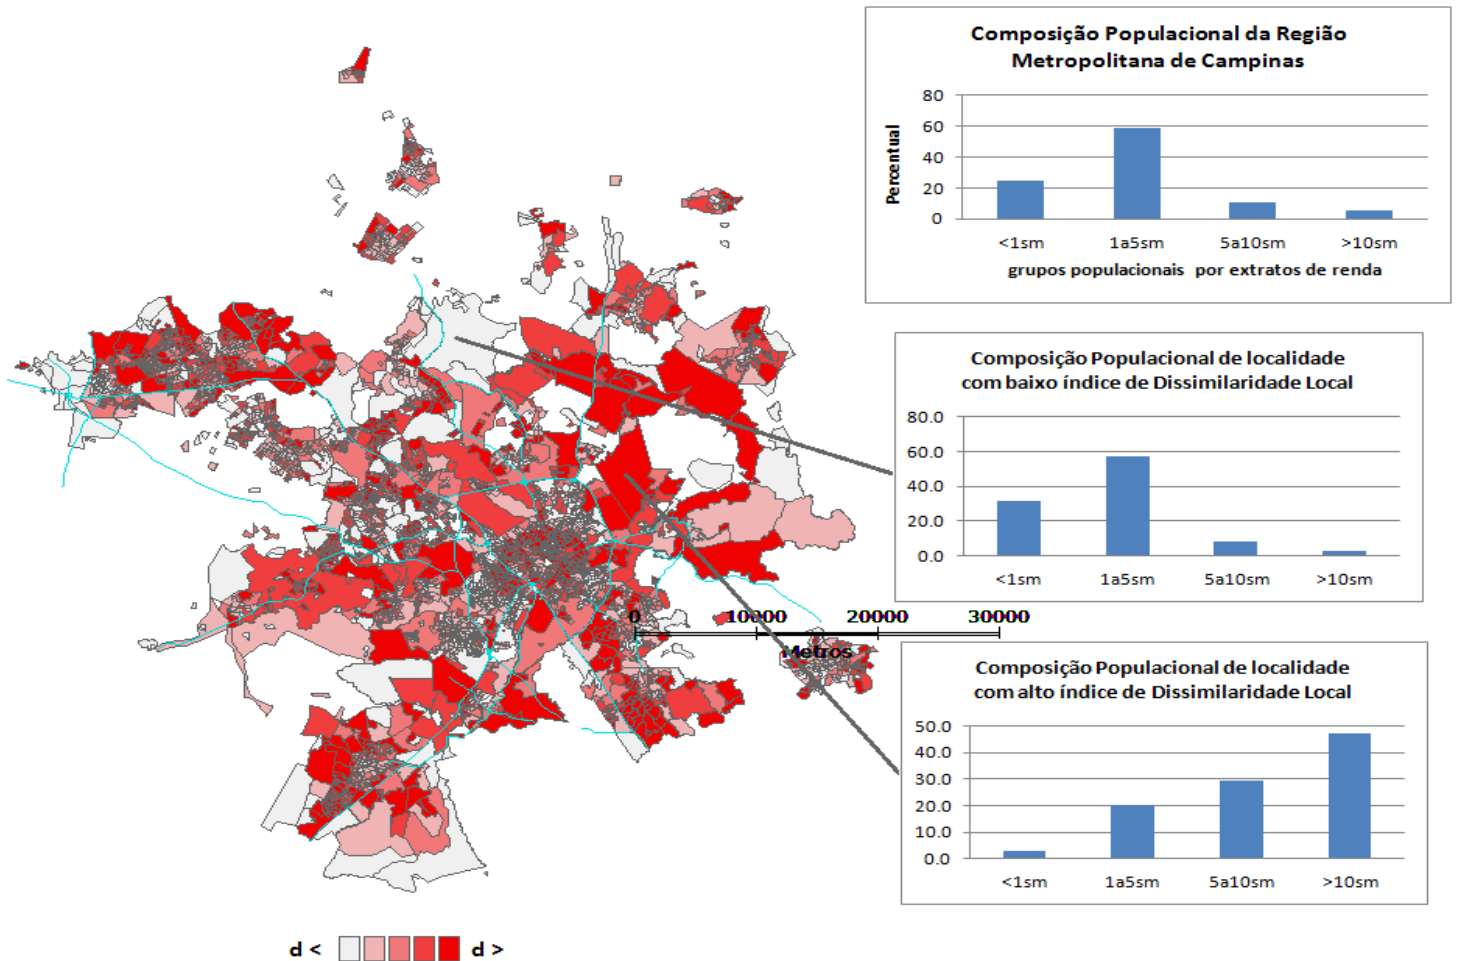 Composição Populacional da Região
Metropolitana de Campinas
80
60
40
20
0
Percentual
<1sm 1a5sm 5a10sm >10sm
grupos populacionais por extratos de renda
Composição Populacional de localidade
com baixo índice de Dissimilaridade Local
80.0
60.0
40.0
20.0
0.0
<1sm 1a5sm 5a10sm >10sm
0 10000 20000 30000
Metros
Composição Populacional de localidade
com alto índice de Dissimilaridade Local
50.0
40.0
30.0
20.0
10.0
0.0
<1sm 1a5sm 5a10sm >10sm
d < d >